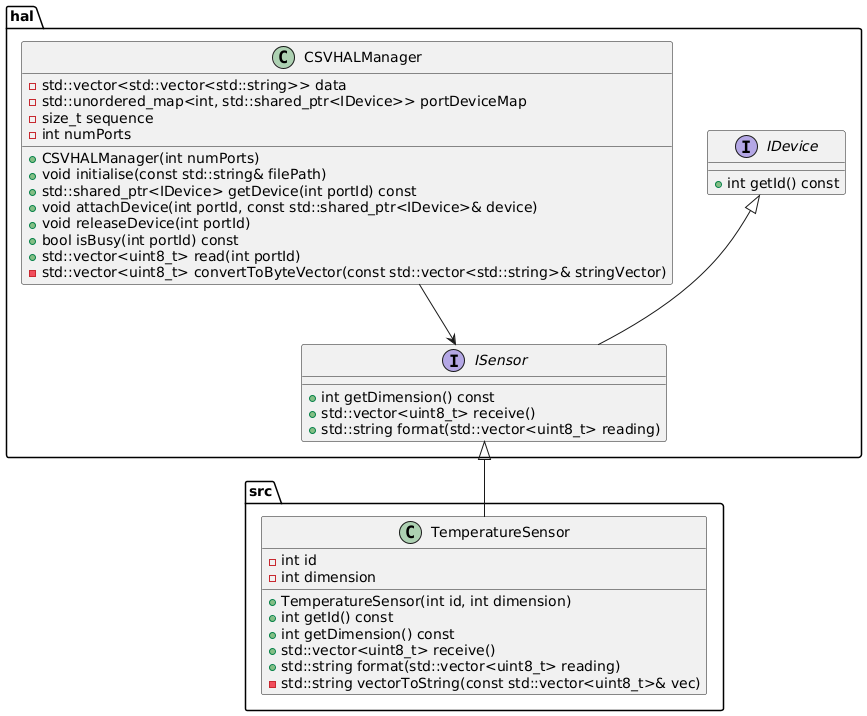 hal
C CSVHALManager
std::vector<std::vector<std::string>> data
std::unordered_map<int, std::shared_ptr<IDevice>> portDeviceMap
size_t sequence
int numPorts
CSVHALManager(int numPorts)
void initialise(const std::string& filePath)
std::shared_ptr<IDevice> getDevice(int portId) const
void attachDevice(int portId, const std::shared_ptr<IDevice>& device)
void releaseDevice(int portId)
bool isBusy(int portId) const
std::vector<uint8_t> read(int portId)
std::vector<uint8_t> convertToByteVector(const std::vector<std::string>& stringVector)
I IDevice
int getId() const
I ISensor
int getDimension() const
std::vector<uint8_t> receive()
std::string format(std::vector<uint8_t> reading)
src
C TemperatureSensor
int id
int dimension
TemperatureSensor(int id, int dimension)
int getId() const
int getDimension() const
std::vector<uint8_t> receive()
std::string format(std::vector<uint8_t> reading)
std::string vectorToString(const std::vector<uint8_t>& vec)